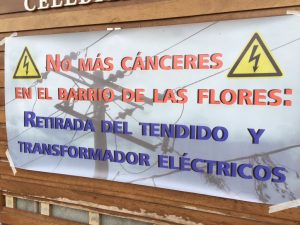 NO MÁS CÁNCERES
EN EL BARRIO DE LAS FLORES:
RETIRADA DEL TENDIDO Y
TRANSFORMADOR ELÉCTRICOS